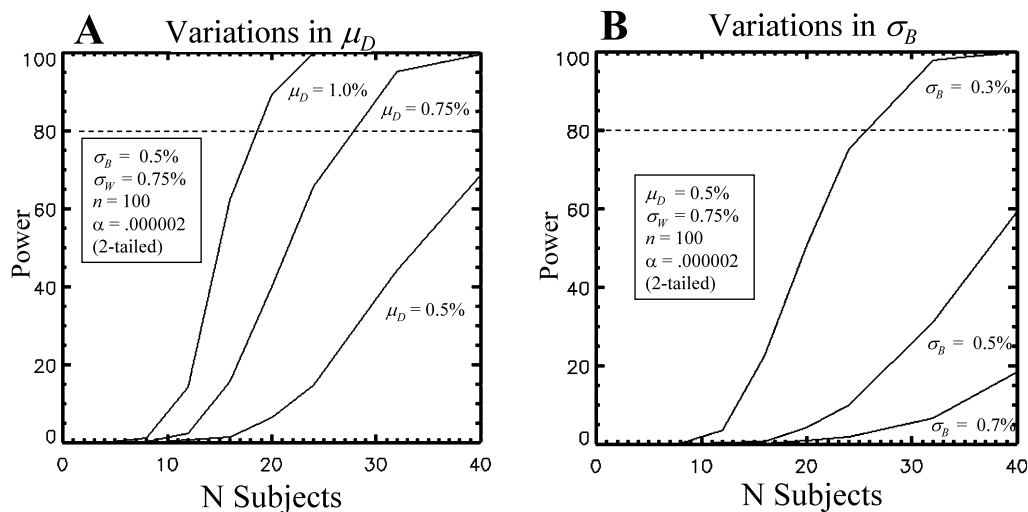 A Variations in μD
100
80
60
40
20
0
Power
μD = 1.0%
μD = 0.75%
μD = 0.5%
σB = 0.5%
σW = 0.75%
n = 100
α = .000002
(2-tailed)
0 10 20 30 40
N Subjects
B Variations in σB
100
80
60
40
20
0
Power
σB = 0.3%
σB = 0.5%
σB = 0.7%
μD = 0.5%
σW = 0.75%
n = 100
α = .000002
(2-tailed)
0 10 20 30 40
N Subjects